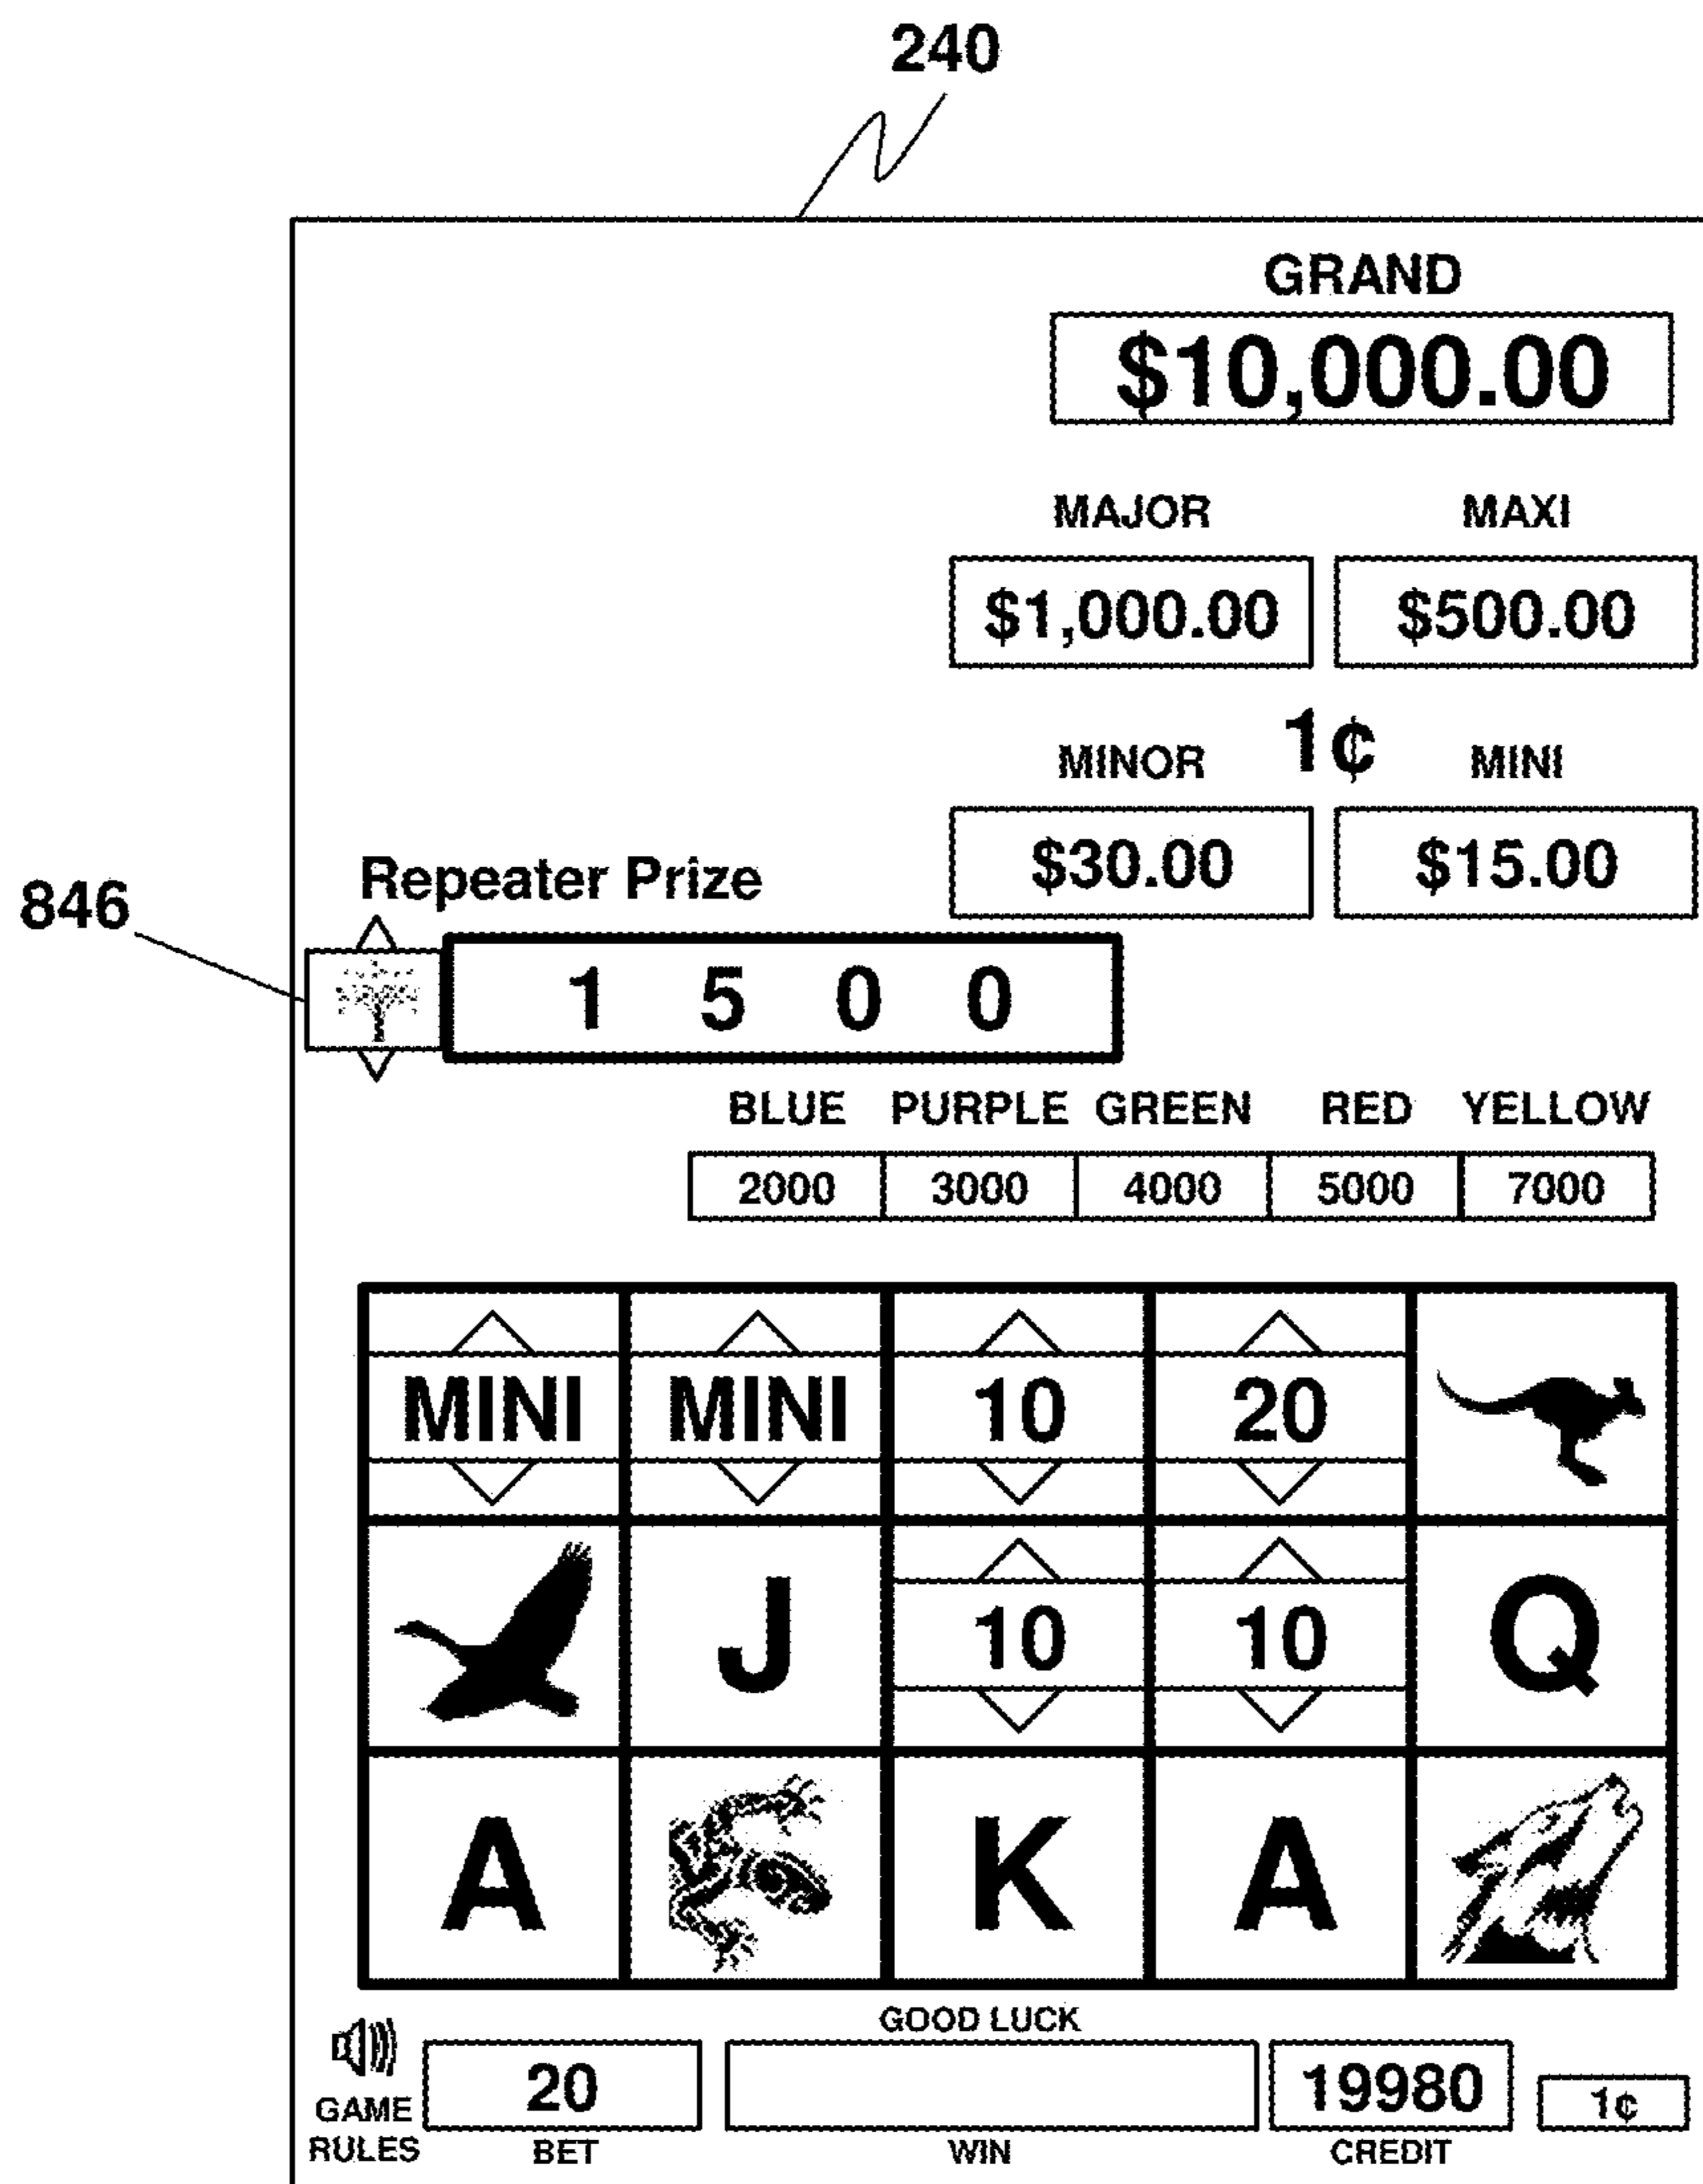 240
GRAND
$10,000.00
MAJOR MAXI
$1,000.00 $500.00
1¢
MINOR MINI
$30.00 $15.00
Repeater Prize
846
1 5 0 0
BLUE PURPLE GREEN RED YELLOW
2000 3000 4000 5000 7000
MINI MINI 10 20
J 10 10 Q
A K A
GOOD LUCK
20 19980 1¢
GAME RULES
BET WIN CREDIT